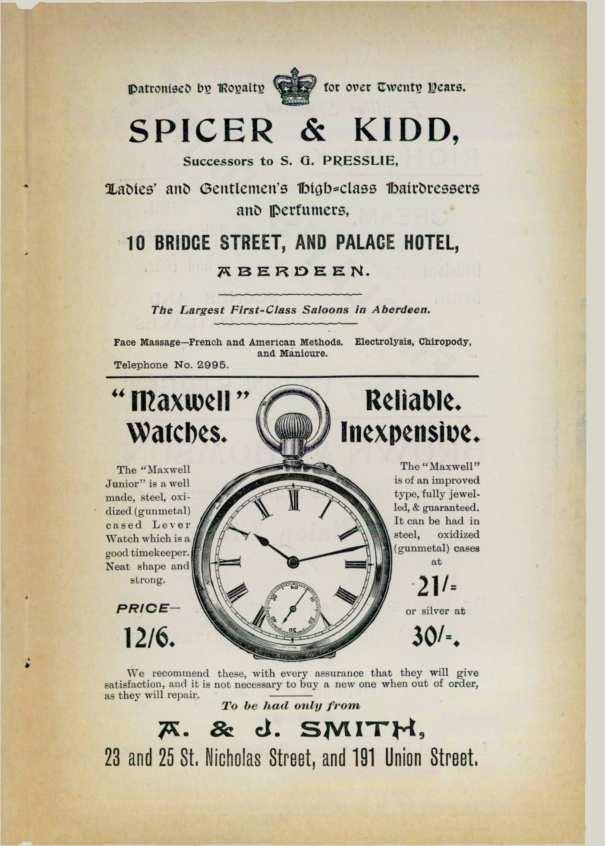 Patronised by Royalty for over Twenty Years.
SPICER & KIDD,
Successors to S. G. PRESSLIE,
Ladies' and Gentlemen's High=class Hairdressers
and Perfumers,
10 BRIDGE STREET, AND PALACE HOTEL,
ABERDEEN.
The Largest First-Class Saloons in Aberdeen.
Face Massage—French and American Methods. Electrolysis, Chiropody,
and Manicure.
Telephone No. 2995.
"Maxwell"
Watches.
Reliable.
Inexpensive.
The "Maxwell
Junior" is a well
made, steel, oxi-
dized (gunmetal)
cased Lever
Watch which is a
good timekeeper.
Neat shape and
strong.
PRICE—
12/6.
XII
The "Maxwell"
is of an improved
type, fully jewel-
led, & guaranteed.
It can be had in
steel, oxidized
(gunmetal) cases
at
21/=
or silver at
30/=.
We recommend these, with every assurance that they will give
satisfaction, and it is not necessary to buy a new one when out of order,
as they will repair.
To be had only from
A. & J. SMITH,
23 and 25 St. Nicholas Street, and 191 Union Street.